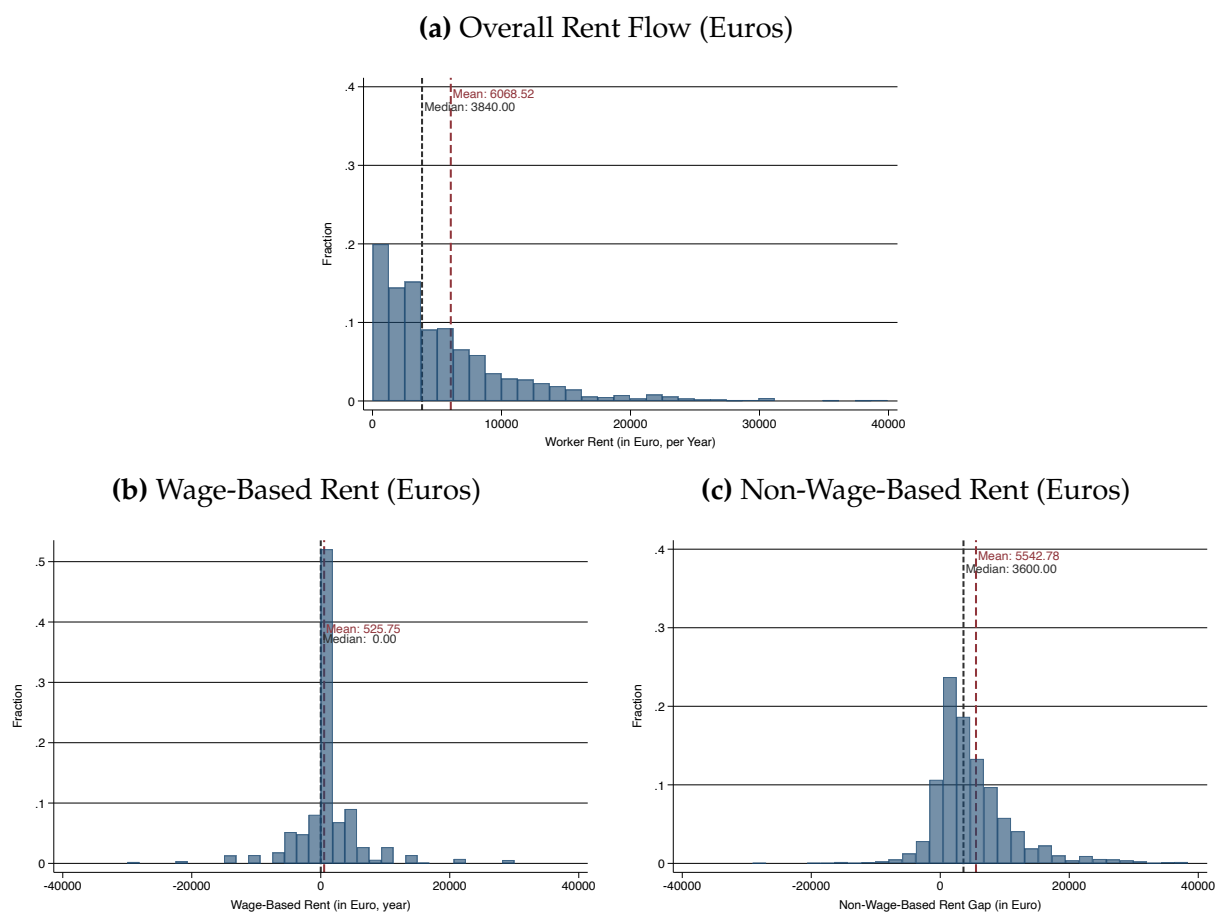 (a) Overall Rent Flow (Euros)
.4
Mean: 6068.52
Median: 3840.00
.3
Fraction
.2
.1
0
0 10000 20000 30000 40000
Worker Rent (in Euro, per Year)
(b) Wage-Based Rent (Euros)
.5
.4
Mean: 525.75
Median: 0.00
.3
Fraction
.2
.1
0
-40000 -20000 0 20000 40000
Wage-Based Rent (in Euro, year)
(c) Non-Wage-Based Rent (Euros)
.4
Mean: 5542.78
Median: 3600.00
.3
Fraction
.2
.1
0
-40000 -20000 0 20000 40000
Non-Wage-Based Rent Gap (in Euro)